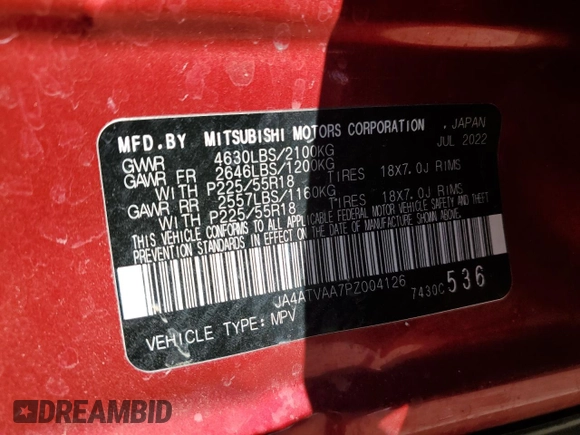 MFD.BY MITSUBISHI MOTORS CORPORATION . JAPAN
JUL 2022
GVWR 4630LBS/2100KG
GAWR FR 2646LBS/1200KG
WITH P225/55R18 TIRES 18X7.0J RIMS
GAWR RR 2557LBS/1160KG
WITH P225/55R18 TIRES 18X7.0J RIMS
THIS VEHICLE CONFORMS TO ALL APPLICABLE FEDERAL MOTOR VEHICLE SAFETY AND THEFT
PREVENTION STANDARDS IN EFFECT ON THE DATE OF MANUFACTURE SHOWN ABOVE.
JA4ATVAA7PZ004126
7430C 536
VEHICLE TYPE: MPV
DREAMBID